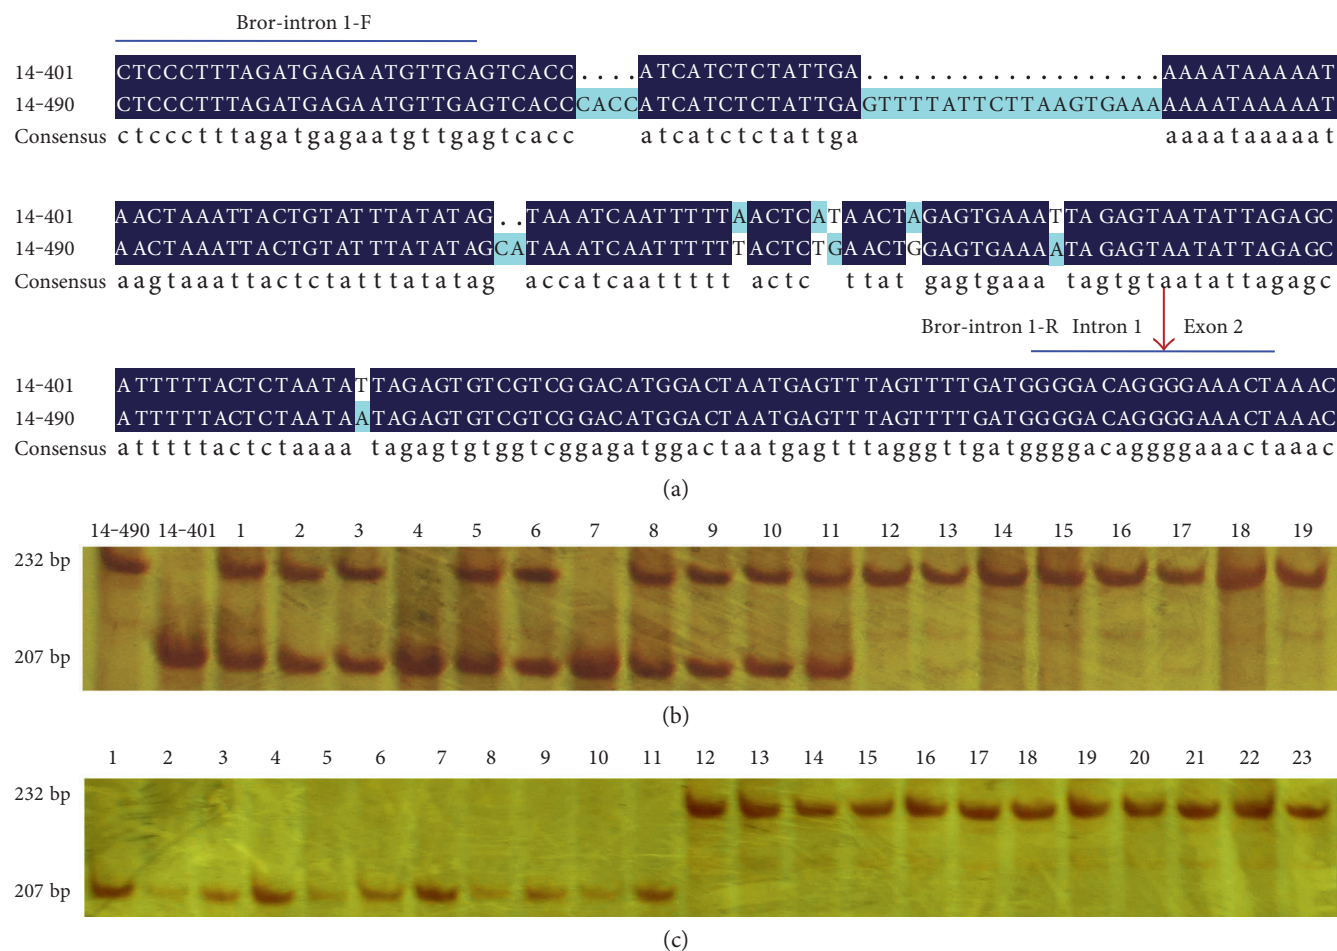 Bror-intron 1-F
14-401 CTCCCTTTAGATGAGAATGTTGAGTCACC....ATCATCTCTATTGA...................AAAATAAAAAT
14-490 CTCCCTTTAGATGAGAATGTTGAGTCACCCACCATCATCTCTATTGAGTTTTATTCTTAAGTGAAAAAAATAAAAAT
Consensus ctccctttagatgagaatgttgagtcacc atcatctctattga aaaataaaaat
14-401 AACTAAATTACTGTATTTATATAG..TAAATCAATTTTTAACTCATAACTAGAGTGAAATTAGAGTAATATTAGAGC
14-490 AACTAAATTACTGTATTTATATAGCATAAATCAATTTTTTACTCTGAACTGGAGTGAAAATAGAGTAATATTAGAGC
Consensus aagtaaattactctatttatatag accatcaattttt actc ttat gagtgaaa tagtgtaatattagagc
Bror-intron 1-R Intron 1 Exon 2
14-401 ATTTTTACTCTAATATTAGAGTGTCGTCGGACATGGACTAATGAGTTTAGTTTTGATGGGGACAGGGGAAACTAAAC
14-490 ATTTTTACTCTAATAATAGAGTGTCGTCGGACATGGACTAATGAGTTTAGTTTTGATGGGGACAGGGGAAACTAAAC
Consensus atttttactctaaaa tagagtgtggtcggagatggactaatgagtttagggttgatggggacaggggaaactaaac
(a)
14-490 14-401 1 2 3 4 5 6 7 8 9 10 11 12 13 14 15 16 17 18 19
232 bp
207 bp
(b)
1 2 3 4 5 6 7 8 9 10 11 12 13 14 15 16 17 18 19 20 21 22 23
232 bp
207 bp
(c)